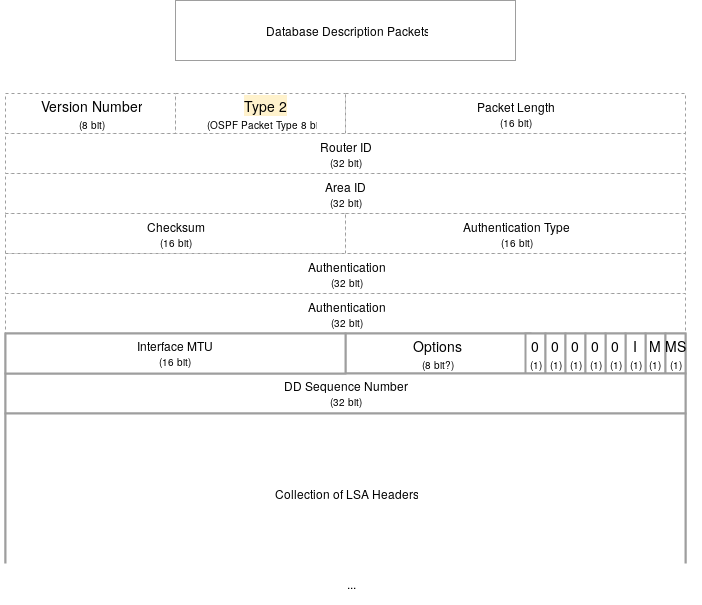 Database Description Packets
Version Number
(8 bit)
Type 2
(OSPF Packet Type 8 bi
Packet Length
(16 bit)
Router ID
(32 bit)
Area ID
(32 bit)
Checksum
(16 bit)
Authentication Type
(16 bit)
Authentication
(32 bit)
Authentication
(32 bit)
Interface MTU
(16 bit)
Options
(8 bit?)
0 0 0 0 0 I M MS
(1) (1) (1) (1) (1) (1) (1) (1)
DD Sequence Number
(32 bit)
Collection of LSA Headers
...